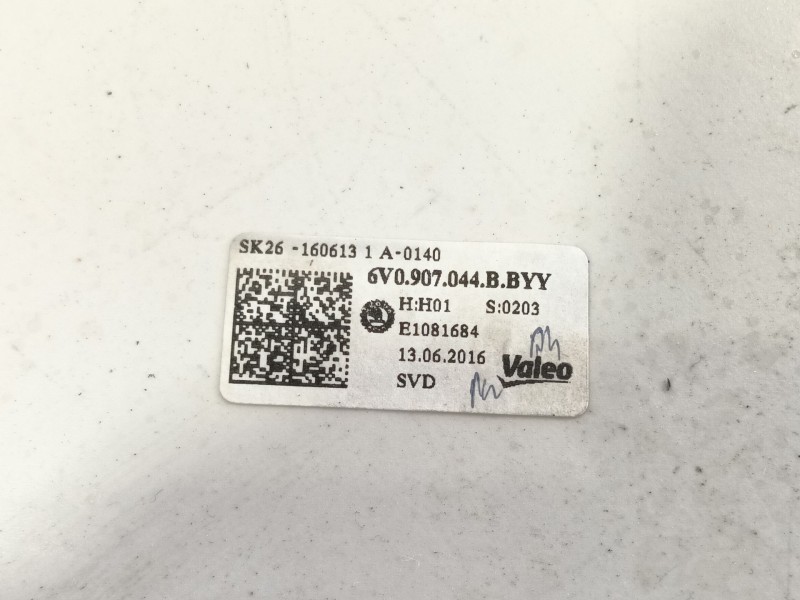 SK26 -160613 1 A-0140
6V0.907.044.B.BYY
H:H01 S:0203
E1081684
13.06.2016
Valeo
SVD